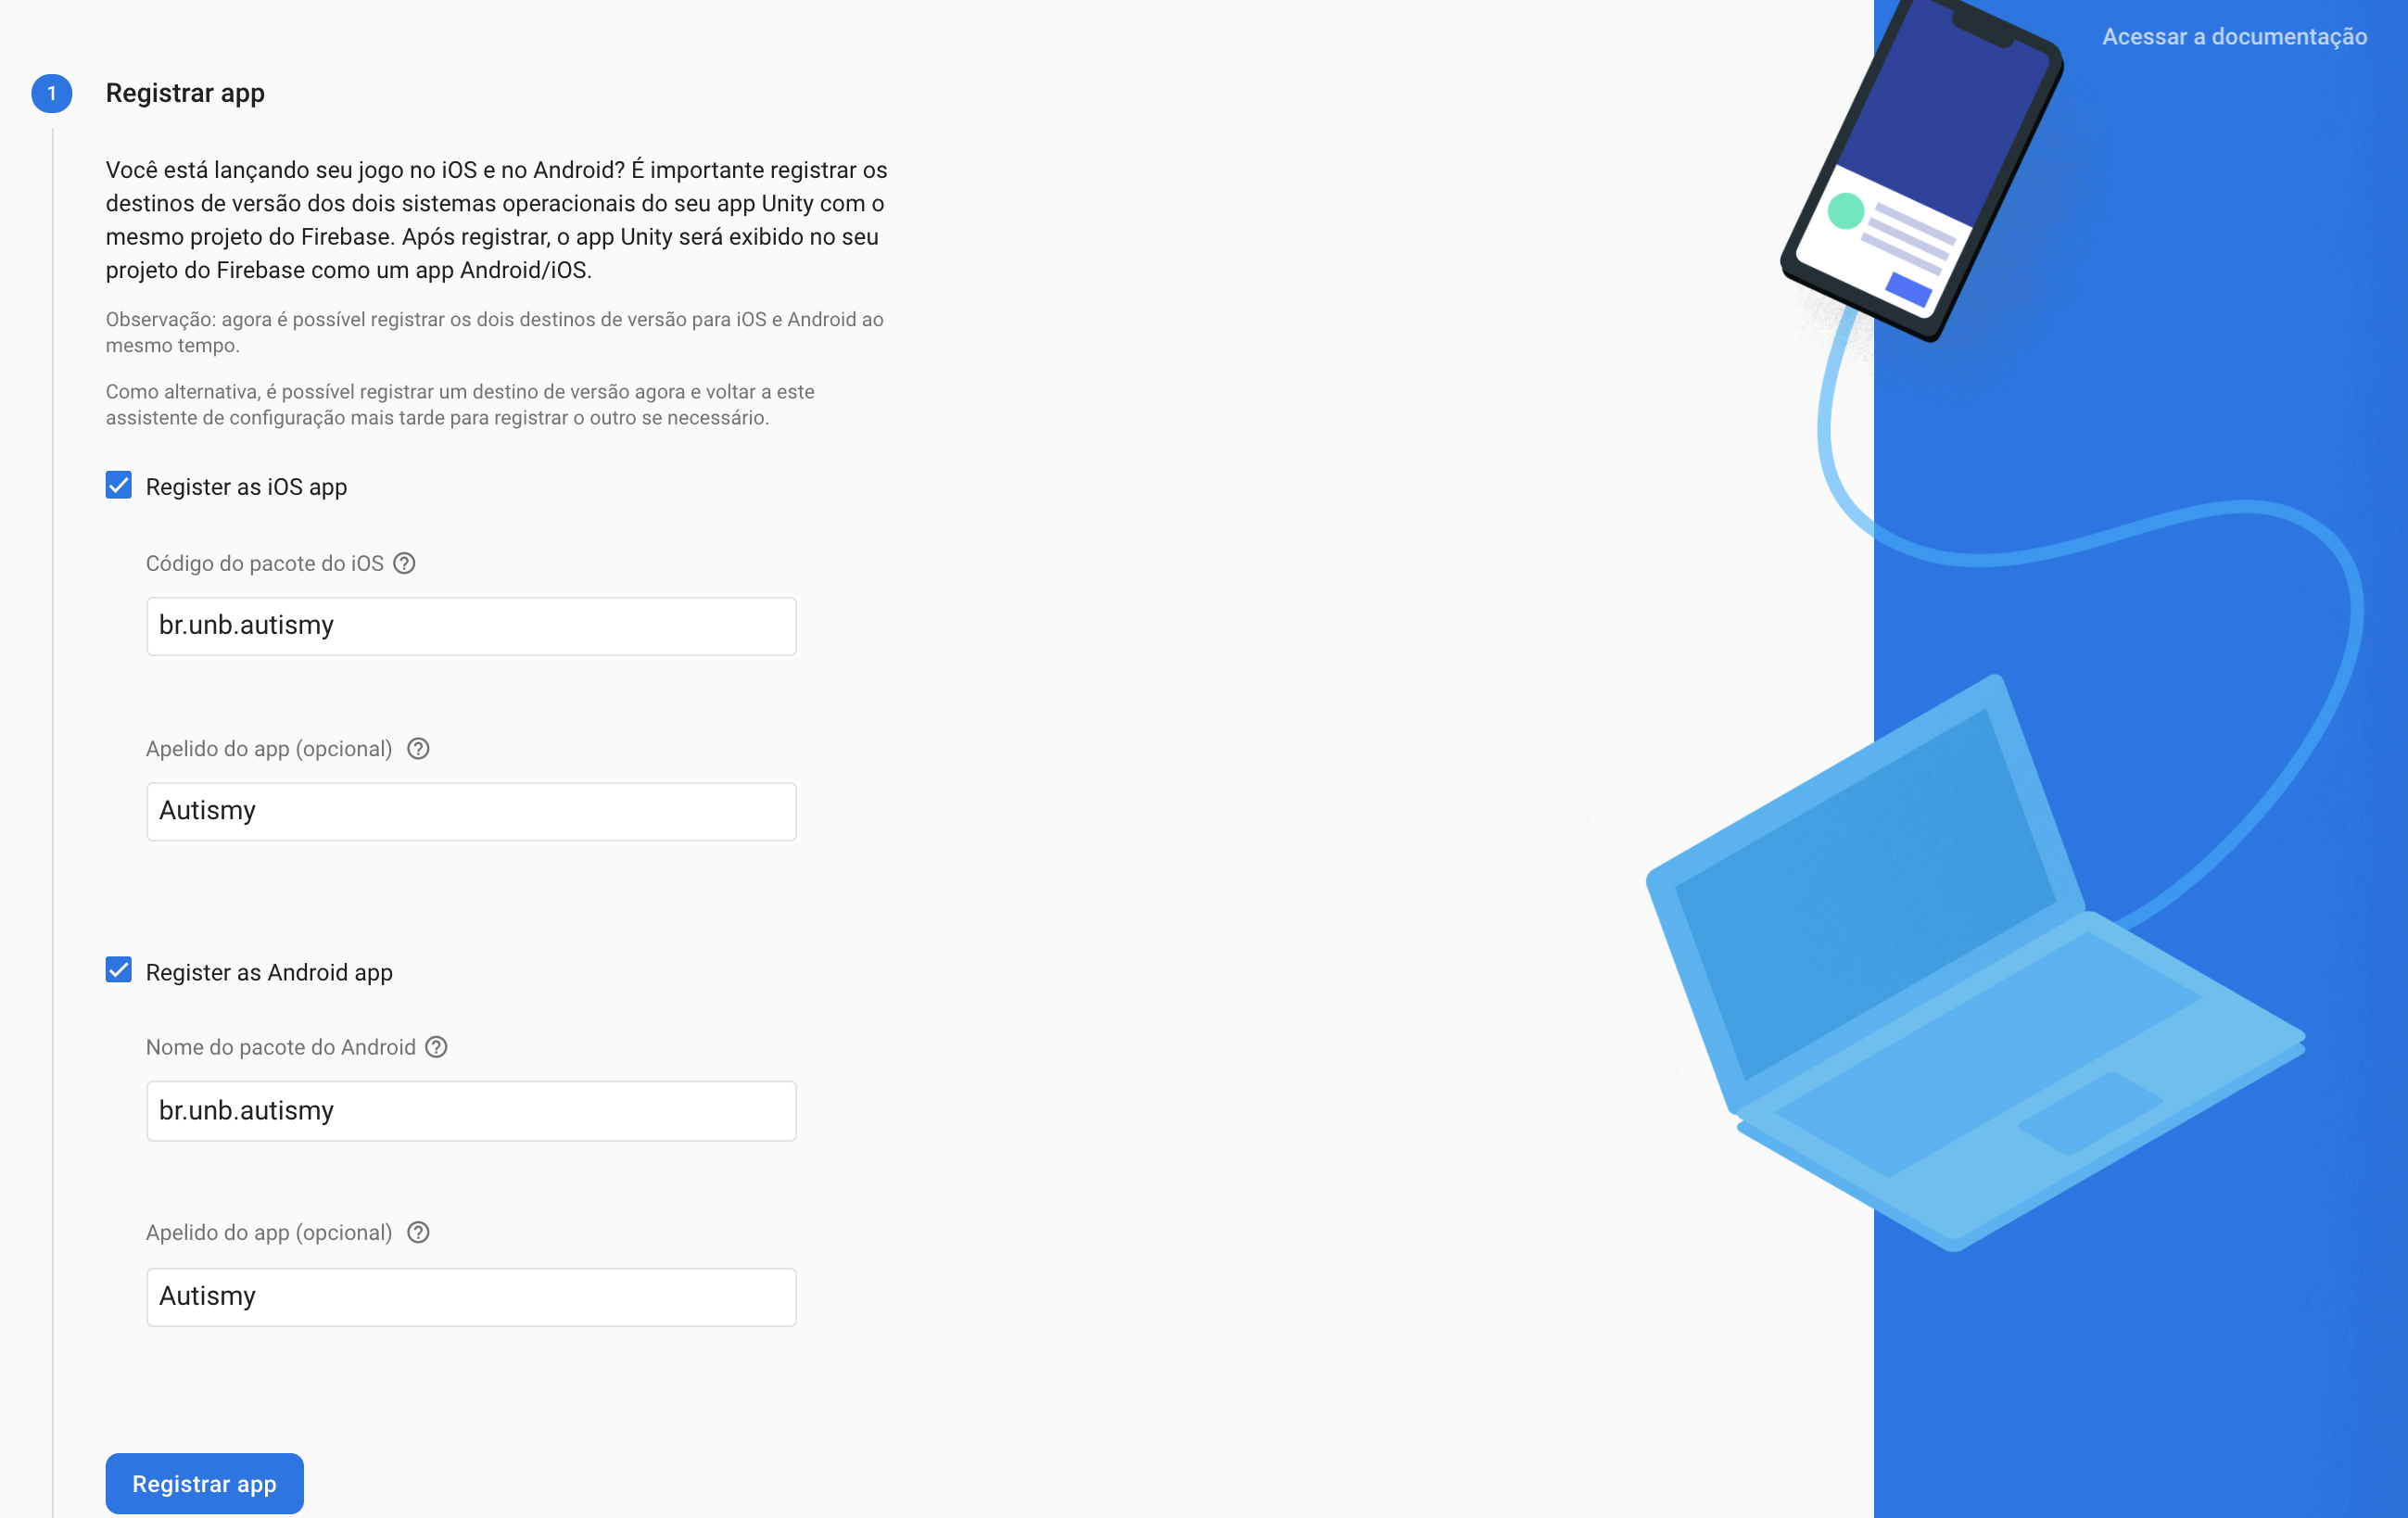 Acessar a documentação
1
Registrar app
Você está lançando seu jogo no iOS e no Android? É importante registrar os
destinos de versão dos dois sistemas operacionais do seu app Unity com o
mesmo projeto do Firebase. Após registrar, o app Unity será exibido no seu
projeto do Firebase como um app Android/iOS.
Observação: agora é possível registrar os dois destinos de versão para iOS e Android ao
mesmo tempo.
Como alternativa, é possível registrar um destino de versão agora e voltar a este
assistente de configuração mais tarde para registrar o outro se necessário.
Register as iOS app
Código do pacote do iOS ?
br.unb.autismy
Apelido do app (opcional) ?
Autismy
Register as Android app
Nome do pacote do Android ?
br.unb.autismy
Apelido do app (opcional) ?
Autismy
Registrar app